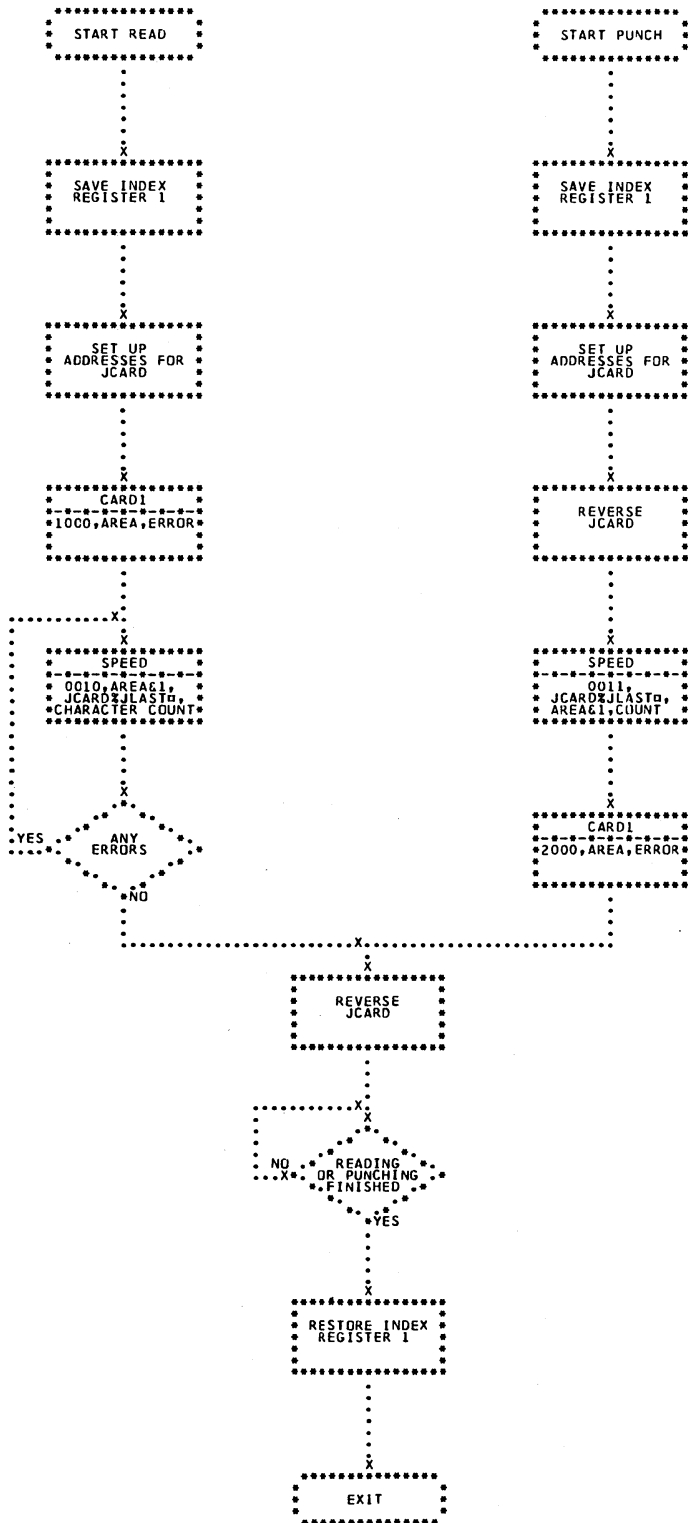 START READ
START PUNCH
SAVE INDEX
REGISTER 1
SAVE INDEX
REGISTER 1
SET UP
ADDRESSES FOR
JCARD
SET UP
ADDRESSES FOR
JCARD
CARD1
1000,AREA,ERROR
REVERSE
JCARD
SPEED
0010,AREA&1,
JCARD%JLAST¤,
CHARACTER COUNT
SPEED
0011,
JCARD%JLAST¤,
AREA&1,COUNT
YES
ANY
ERRORS
NO
CARD1
2000,AREA,ERROR
REVERSE
JCARD
NO
READING
OR PUNCHING
FINISHED
YES
RESTORE INDEX
REGISTER 1
EXIT